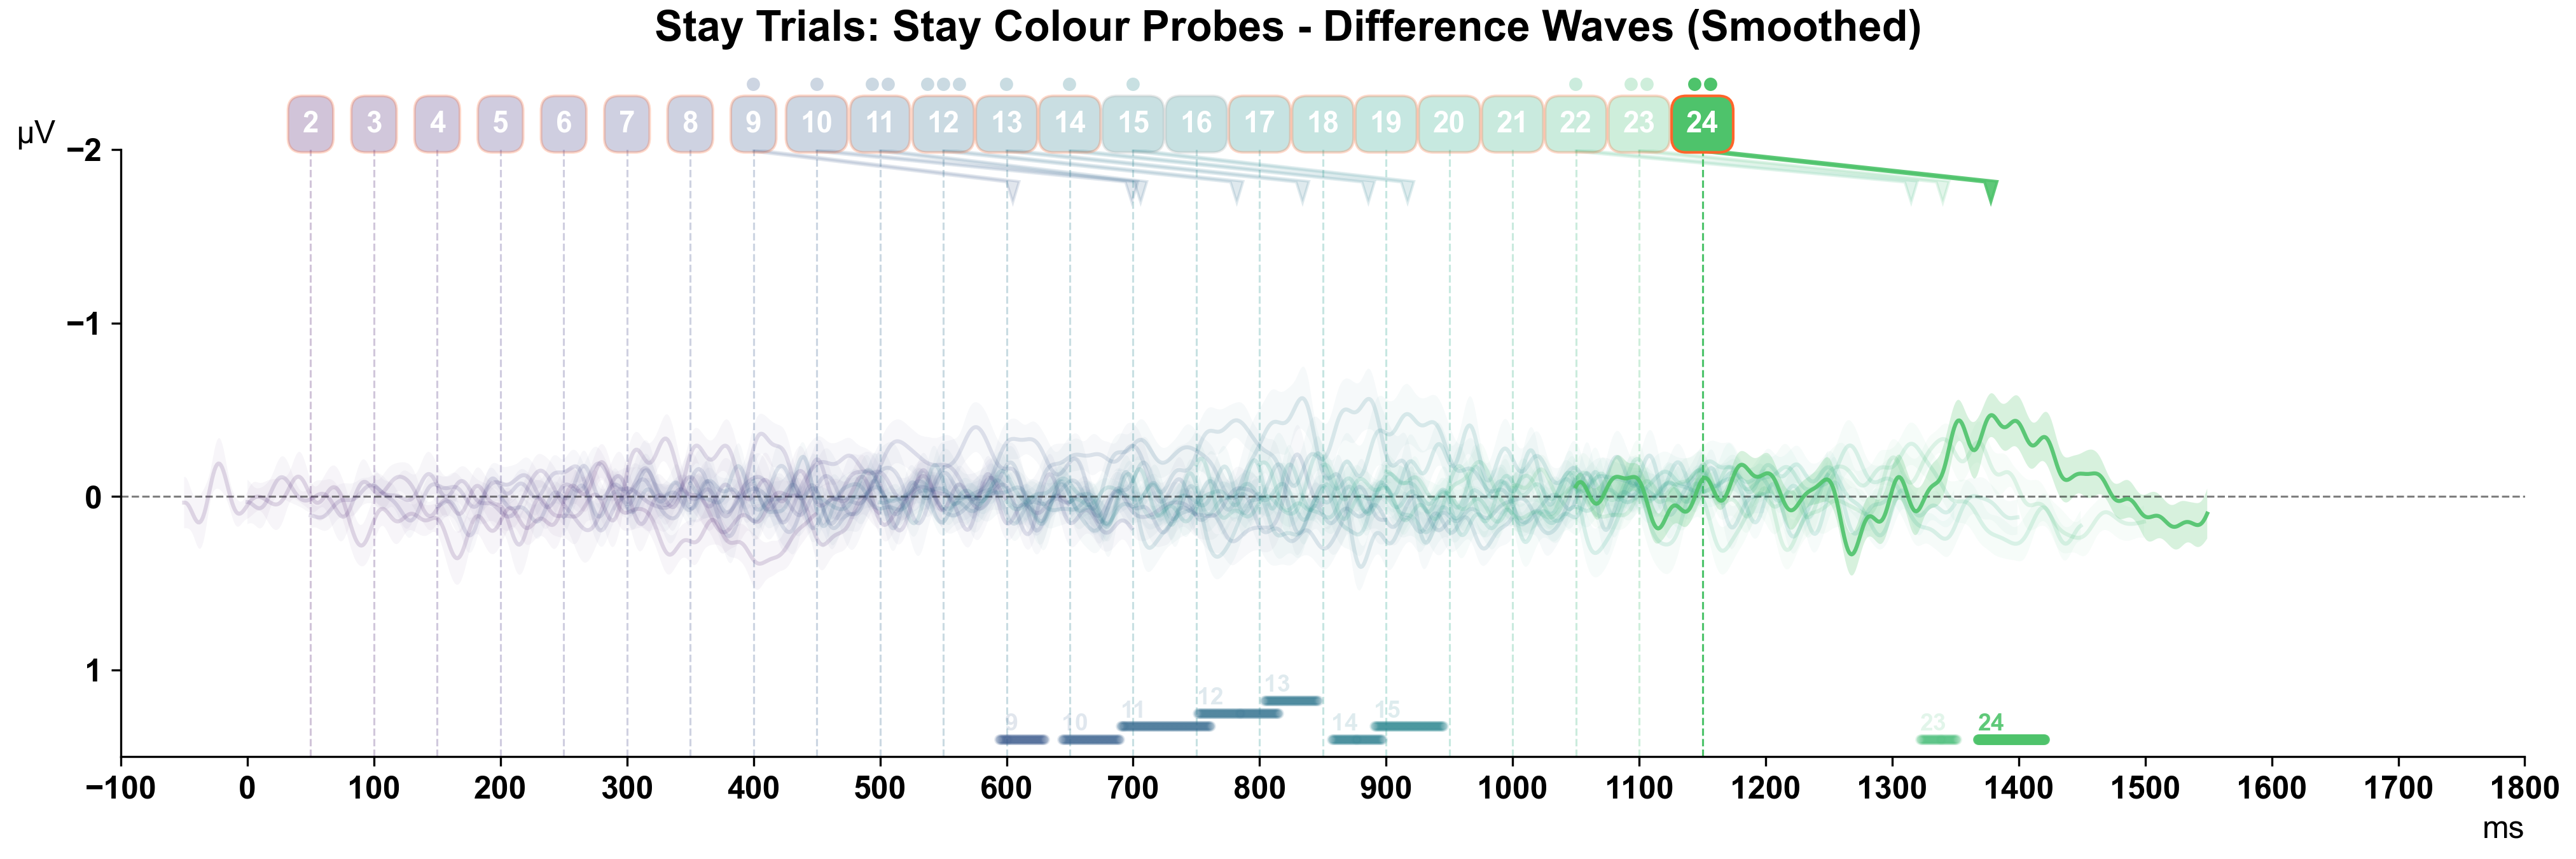 Stay Trials: Stay Colour Probes - Difference Waves (Smoothed)
2 3 4 5 6 7 8 9 10 11 12 13 14 15 16 17 18 19 20 21 22 23 24
µV
−2
−1
0
1
13
12
11
9 10 14 15 23 24
−100 0 100 200 300 400 500 600 700 800 900 1000 1100 1200 1300 1400 1500 1600 1700 1800
ms